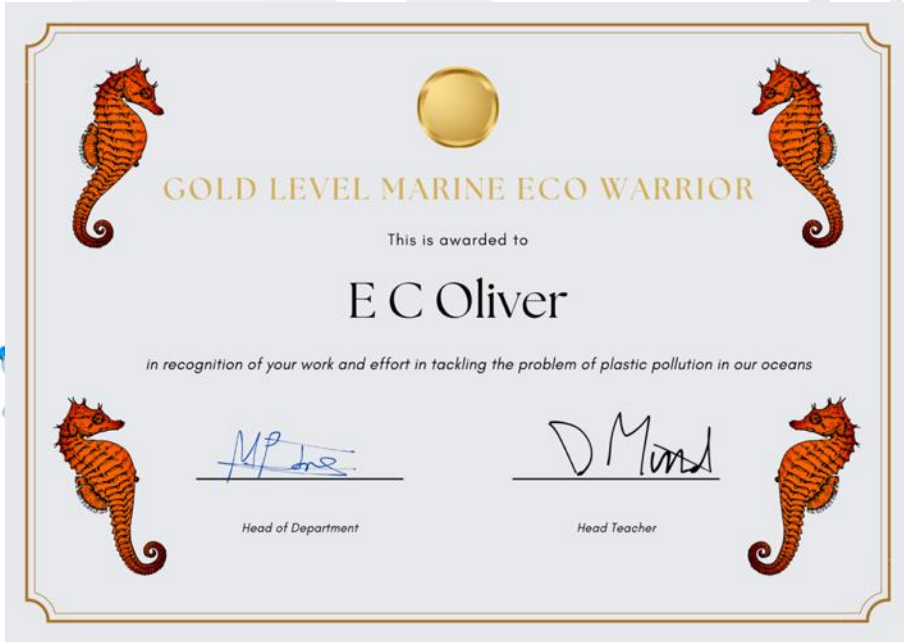 GOLD LEVEL MARINE ECO WARRIOR
This is awarded to
E C Oliver
in recognition of your work and effort in tackling the problem of plastic pollution in our oceans
D
Head of Department
Head Teacher